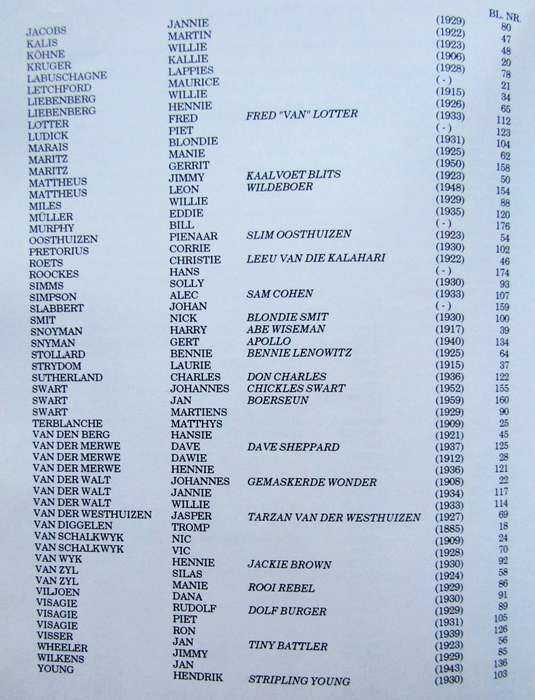 BL. NR.
JACOBS JANNIE (1929) 80
KALIS MARTIN (1922) 47
KÖHNE WILLIE (1923) 48
KRUGER KALLIE (1906) 20
LABUSCHAGNE LAPPIES (1928) 78
LETCHFORD MAURICE ( - ) 21
LIEBENBERG WILLIE (1915) 34
LIEBENBERG HENNIE (1926) 65
LOTTER FRED FRED "VAN" LOTTER (1933) 112
LUDICK PIET ( - ) 123
MARAIS BLONDIE (1931) 104
MARITZ MANIE (1925) 62
MARITZ GERRIT (1950) 158
MATTHEUS JIMMY KAALVOET BLITS (1923) 50
MATTHEUS LEON WILDEBOER (1948) 154
MILES WILLIE (1929) 88
MÜLLER EDDIE (1935) 120
MURPHY BILL ( - ) 176
OOSTHUIZEN PIENAAR SLIM OOSTHUIZEN (1923) 54
PRETORIUS CORRIE (1930) 102
ROETS CHRISTIE LEEU VAN DIE KALAHARI (1922) 46
ROOCKES HANS ( - ) 174
SIMMS SOLLY (1930) 93
SIMPSON ALEC SAM COHEN (1933) 107
SLABBERT JOHAN ( - ) 159
SMIT NICK BLONDIE SMIT (1930) 100
SNOYMAN HARRY ABE WISEMAN (1917) 39
SNYMAN GERT APOLLO (1940) 134
STOLLARD BENNIE BENNIE LENOWITZ (1925) 64
STRYDOM LAURIE (1915) 37
SUTHERLAND CHARLES DON CHARLES (1936) 122
SWART JOHANNES CHICKLES SWART (1952) 155
SWART JAN BOERSEUN (1959) 160
SWART MARTIENS (1929) 90
TERBLANCHE MATTHYS (1909) 25
VAN DEN BERG HANSIE (1921) 45
VAN DER MERWE DAVE DAVE SHEPPARD (1937) 125
VAN DER MERWE DAWIE (1912) 28
VAN DER MERWE HENNIE (1936) 121
VAN DER WALT JOHANNES GEMASKERDE WONDER (1908) 22
VAN DER WALT JANNIE (1934) 117
VAN DER WALT WILLIE (1933) 114
VAN DER WESTHUIZEN JASPER TARZAN VAN DER WESTHUIZEN (1927) 69
VAN DIGGELEN TROMP (1885) 18
VAN SCHALKWYK NIC (1909) 24
VAN SCHALKWYK VIC (1928) 70
VAN WYK HENNIE JACKIE BROWN (1930) 92
VAN ZYL SILAS (1924) 58
VAN ZYL MANIE ROOI REBEL (1929) 86
VILJOEN DANA (1930) 91
VISAGIE RUDOLF DOLF BURGER (1929) 89
VISAGIE PIET (1931) 105
VISAGIE RON (1939) 126
VISSER JAN TINY BATTLER (1923) 56
WHEELER JIMMY (1929) 85
WILKENS JAN (1943) 136
YOUNG HENDRIK STRIPLING YOUNG (1930) 103